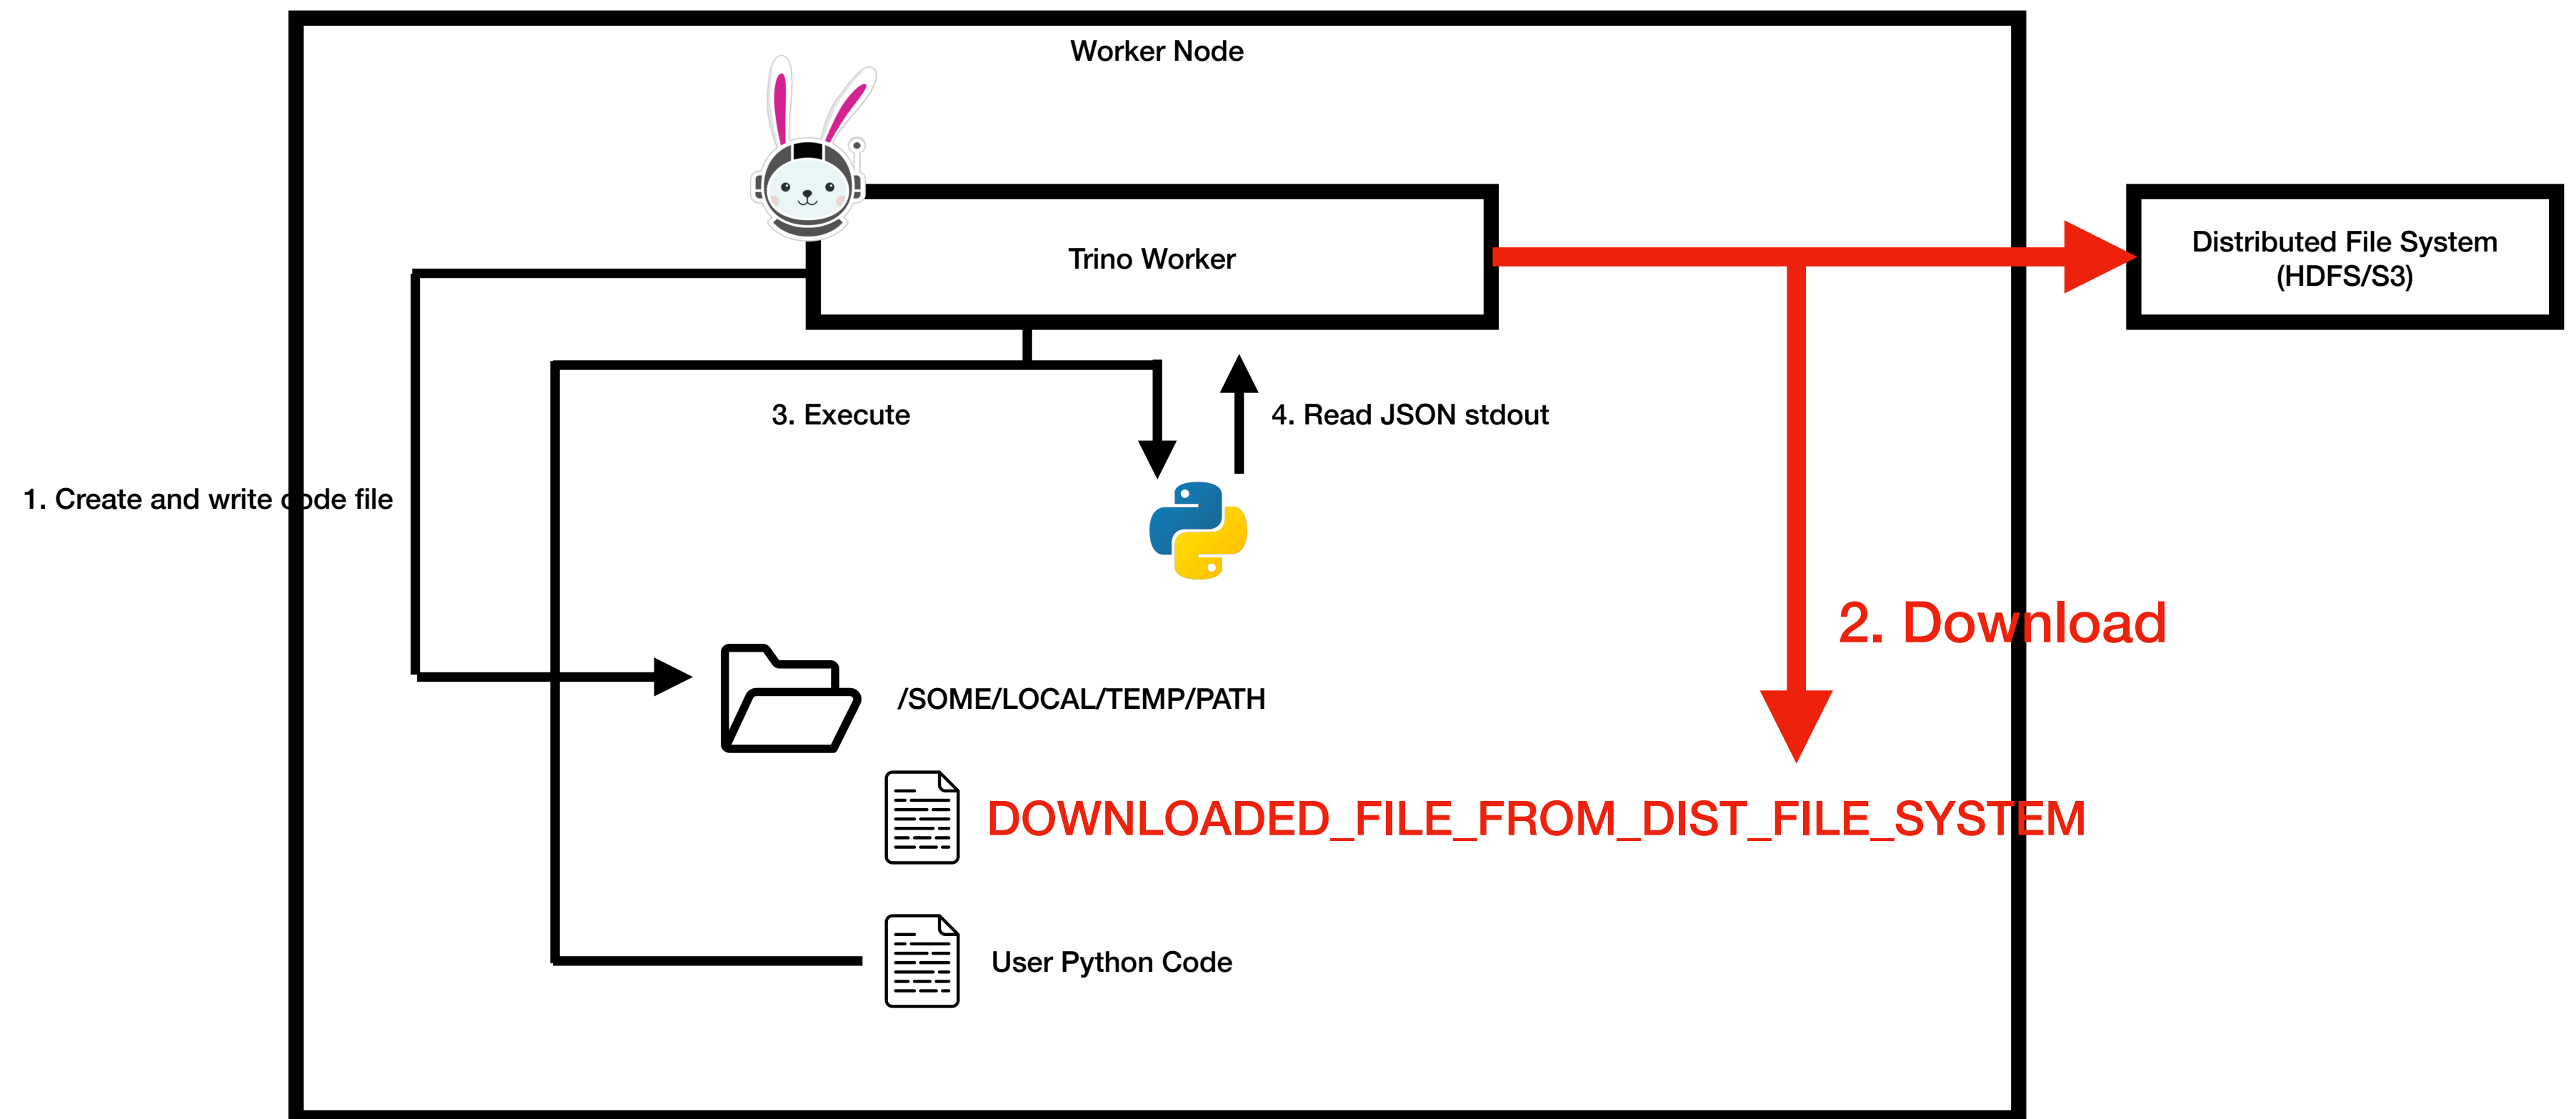 Worker Node
Trino Worker
Distributed File System
(HDFS/S3)
3. Execute
4. Read JSON stdout
1. Create and write code file
2. Download
/SOME/LOCAL/TEMP/PATH
DOWNLOADED_FILE_FROM_DIST_FILE_SYSTEM
User Python Code